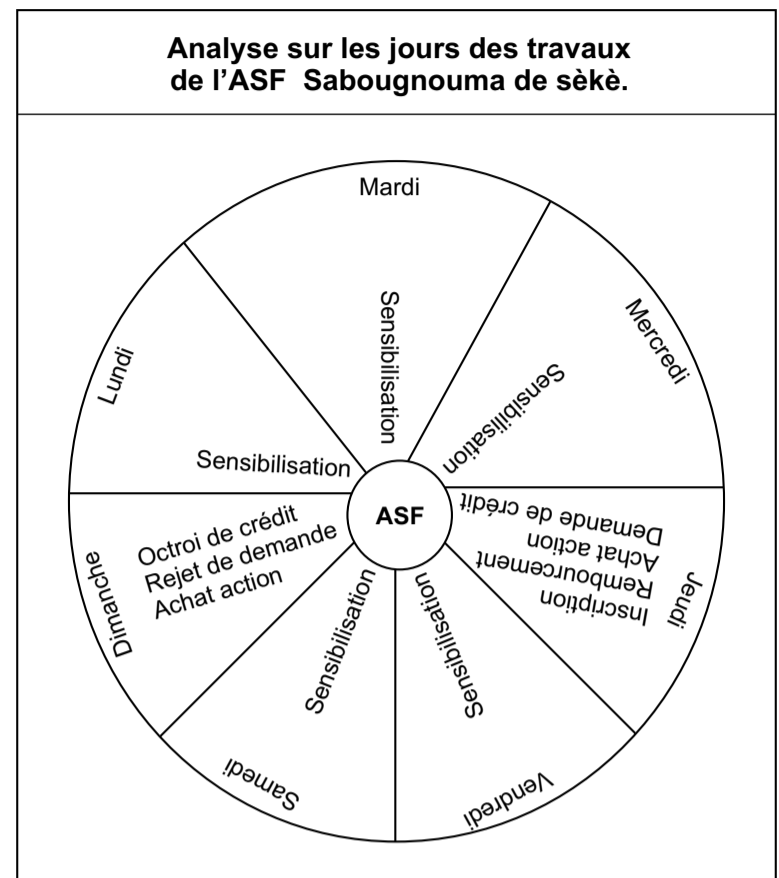 Analyse sur les jours des travaux
de l’ASF Sabougnouma de sèkè.
Lundi
Sensibilisation
Mardi
Sensibilisation
Mercredi
Sensibilisation
Jeudi
Demande de crédit
Achat action
Rembourcement
Inscription
Vendredi
Sensibilisation
Samedi
Sensibilisation
Dimanche
Octroi de crédit
Rejet de demande
Achat action
ASF